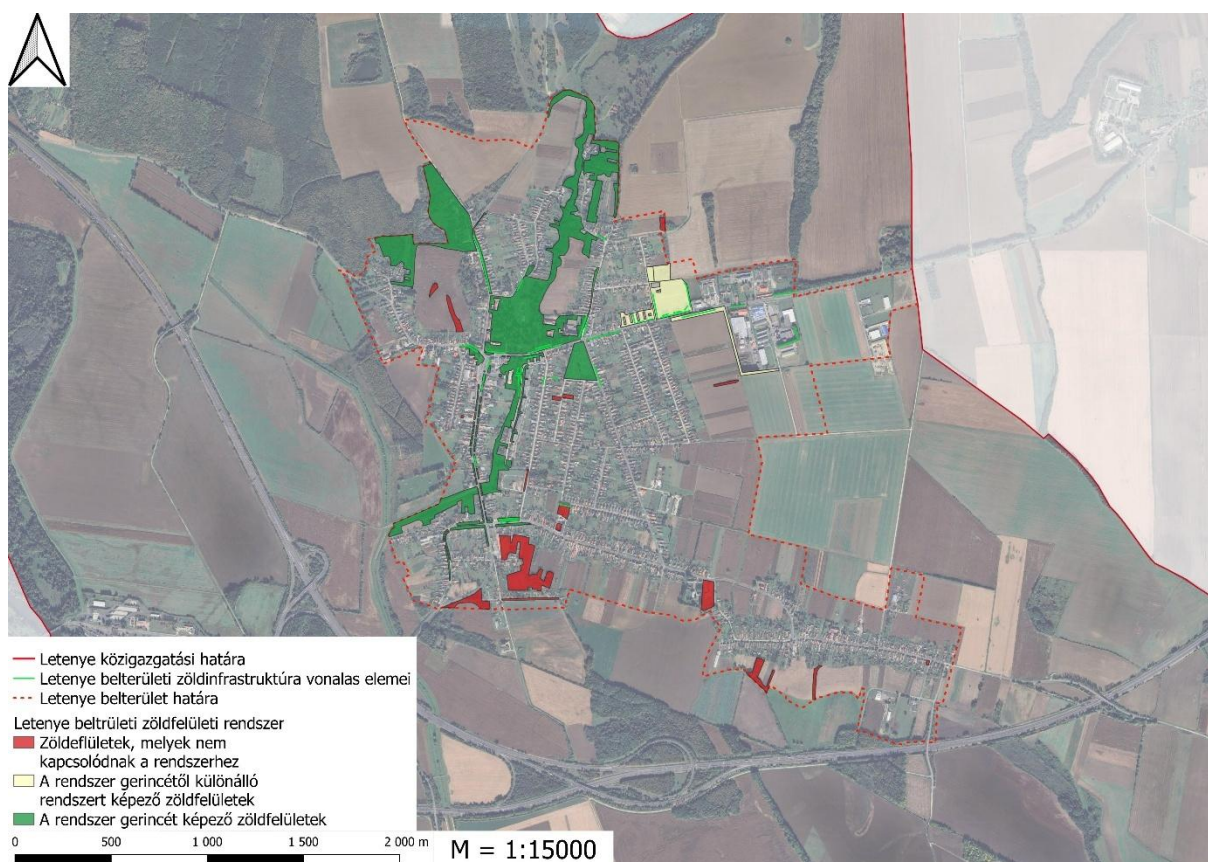 Letenye közigazgatási határa
Letenye belterületi zöldinfrastruktúra vonalas elemei
Letenye belterület határa
Letenye beltrületi zöldfelületi rendszer
Zöldeflületek, melyek nem
kapcsolódnak a rendszerhez
A rendszer gerincétől különálló
rendszert képező zöldfelületek
A rendszer gerincét képező zöldfelületek
0 500 1 000 1 500 2 000 m
M = 1:15000